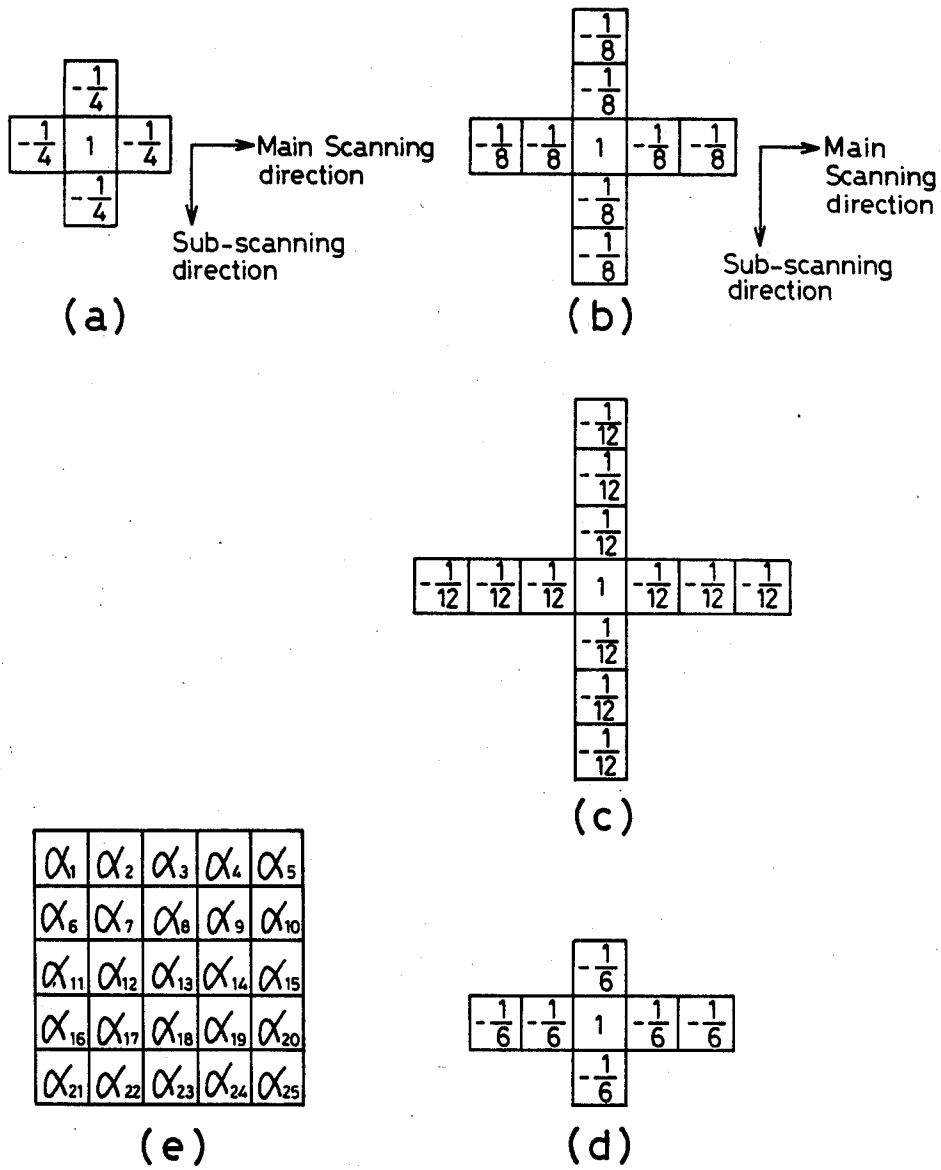 -1/4
-1/4 1 -1/4
-1/4
Main Scanning
direction
Sub-scanning
direction
(a)
-1/8
-1/8
-1/8 -1/8 1 -1/8 -1/8
-1/8
-1/8
Main
Scanning
direction
Sub-scanning
direction
(b)
-1/12
-1/12
-1/12
-1/12 -1/12 -1/12 1 -1/12 -1/12 -1/12
-1/12
-1/12
-1/12
(c)
α1 α2 α3 α4 α5
α6 α7 α8 α9 α10
α11 α12 α13 α14 α15
α16 α17 α18 α19 α20
α21 α22 α23 α24 α25
(e)
-1/6
-1/6 -1/6 1 -1/6 -1/6
-1/6
(d)